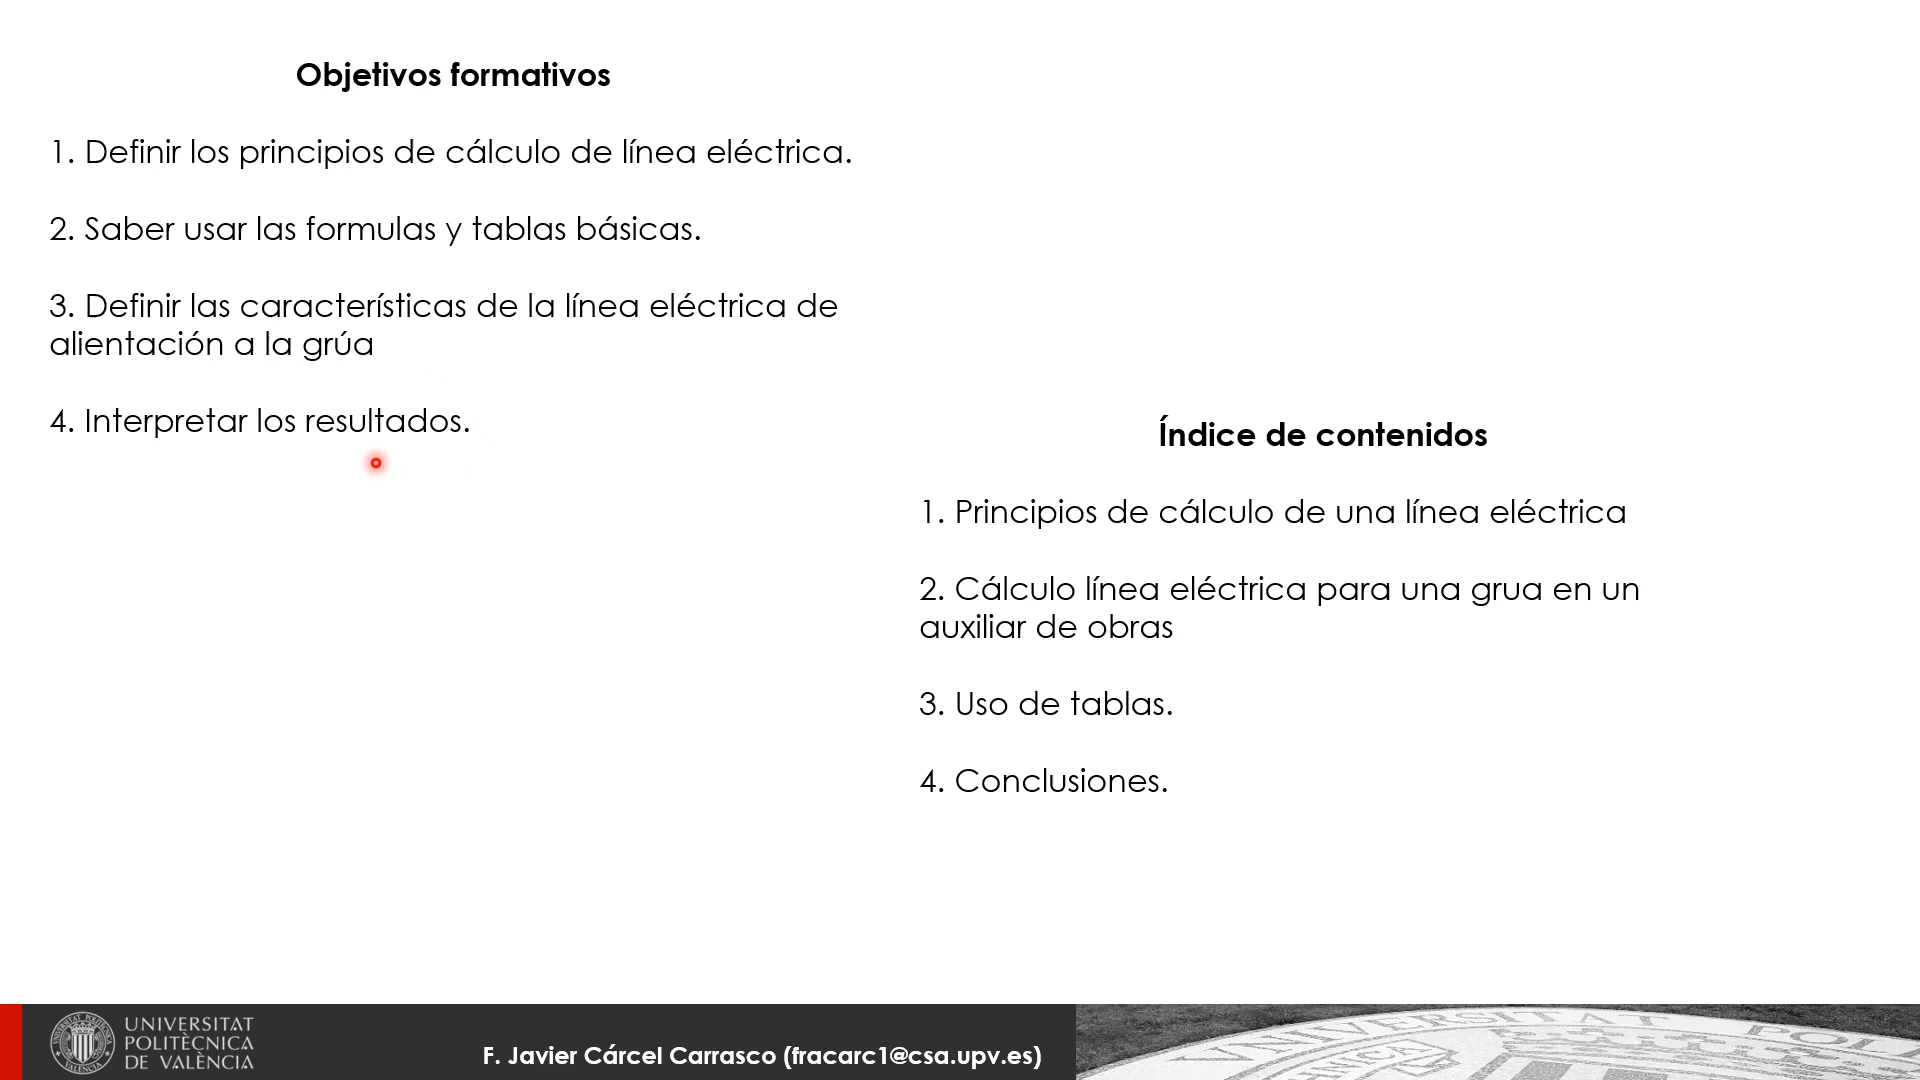 Objetivos formativos
1. Definir los principios de cálculo de línea eléctrica.
2. Saber usar las formulas y tablas básicas.
3. Definir las características de la línea eléctrica de
alientación a la grúa
4. Interpretar los resultados.
Índice de contenidos
1. Principios de cálculo de una línea eléctrica
2. Cálculo línea eléctrica para una grua en un
auxiliar de obras
3. Uso de tablas.
4. Conclusiones.
UNIVERSITAT
POLITÈCNICA
DE VALÈNCIA
F. Javier Cárcel Carrasco (fracarc1@csa.upv.es)